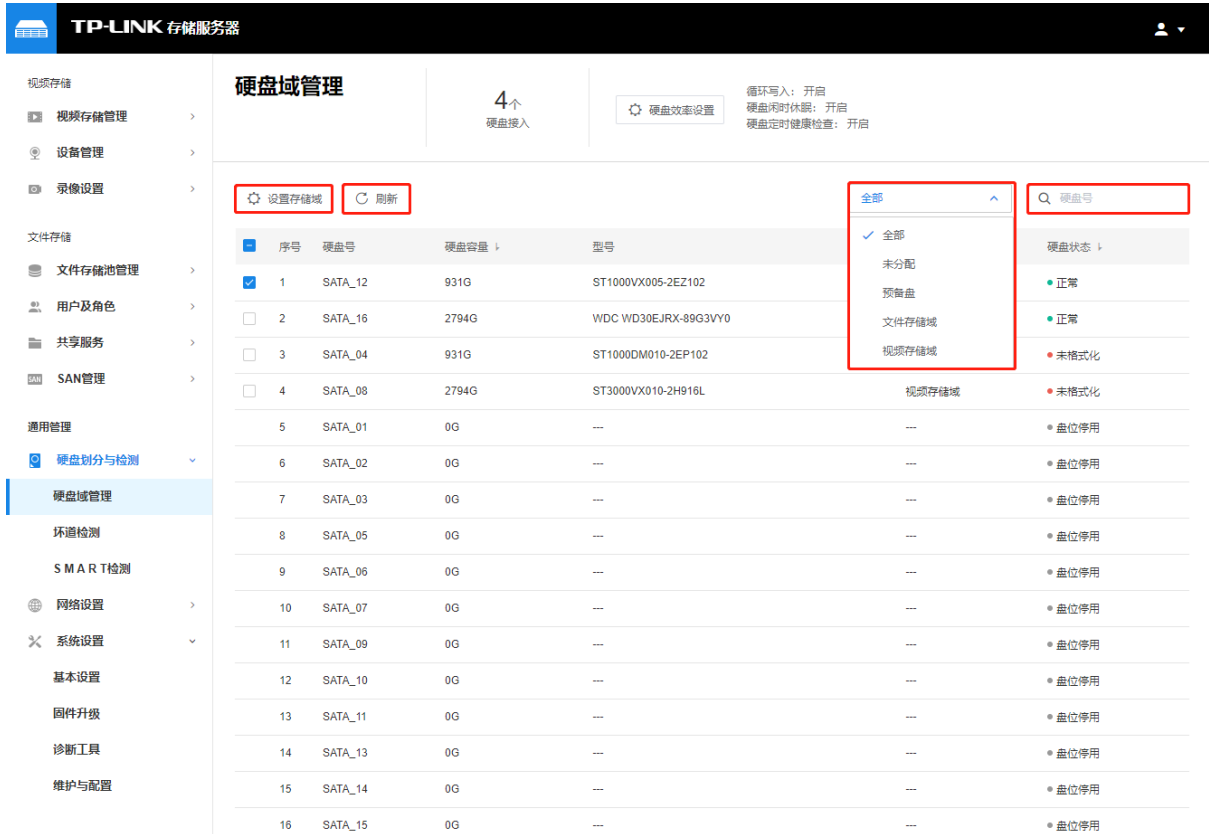 TP-LINK 存储服务器
视频存储
视频存储管理
设备管理
录像设置
文件存储
文件存储池管理
用户及角色
共享服务
SAN SAN管理
通用管理
硬盘划分与检测
硬盘域管理
坏道检测
SMART检测
网络设置
系统设置
基本设置
固件升级
诊断工具
维护与配置
硬盘域管理
4个
硬盘接入
硬盘效率设置
循环写入： 开启
硬盘闲时休眠： 开启
硬盘定时健康检查： 开启
设置存储域 刷新 全部 硬盘号
全部
未分配
预备盘
文件存储域
视频存储域
序号 硬盘号 硬盘容量 型号 硬盘状态
1 SATA_12 931G ST1000VX005-2EZ102 正常
2 SATA_16 2794G WDC WD30EJRX-89G3VY0 正常
3 SATA_04 931G ST1000DM010-2EP102 未格式化
4 SATA_08 2794G ST3000VX010-2H916L 视频存储域 未格式化
5 SATA_01 0G --- --- 盘位停用
6 SATA_02 0G --- --- 盘位停用
7 SATA_03 0G --- --- 盘位停用
8 SATA_05 0G --- --- 盘位停用
9 SATA_06 0G --- --- 盘位停用
10 SATA_07 0G --- --- 盘位停用
11 SATA_09 0G --- --- 盘位停用
12 SATA_10 0G --- --- 盘位停用
13 SATA_11 0G --- --- 盘位停用
14 SATA_13 0G --- --- 盘位停用
15 SATA_14 0G --- --- 盘位停用
16 SATA_15 0G --- --- 盘位停用